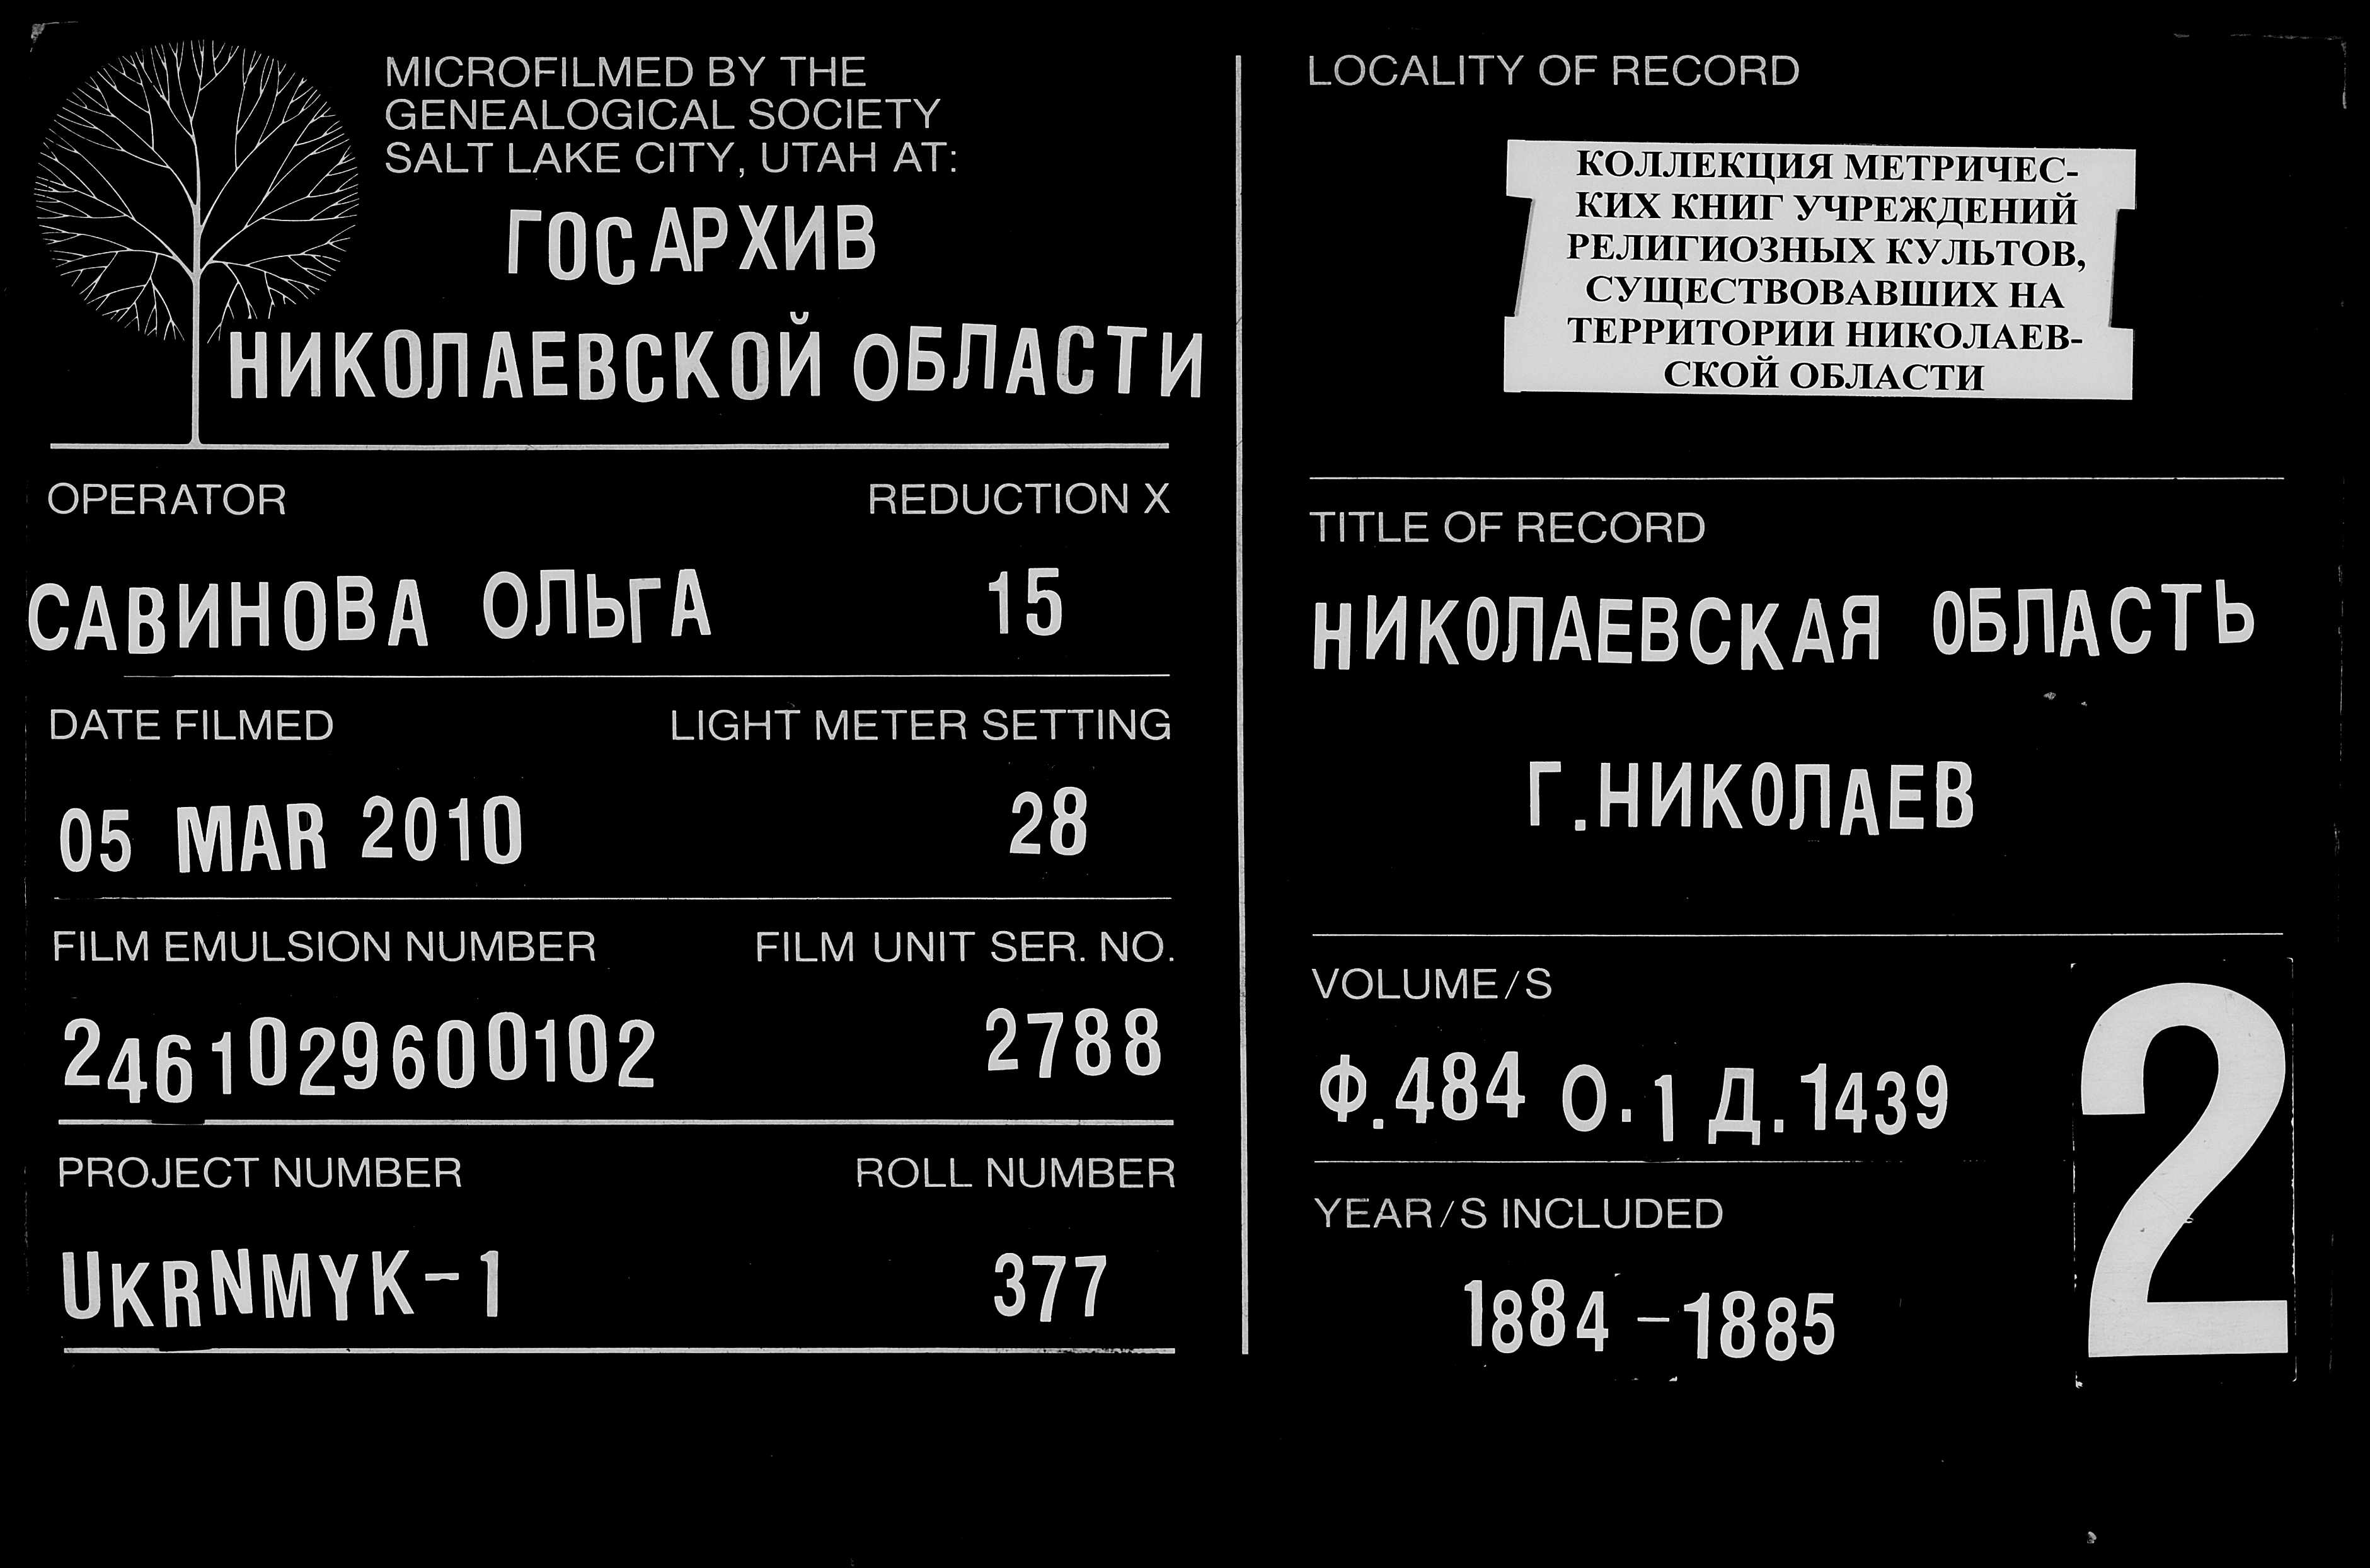 MICROFILMED BY THE
GENEALOGICAL SOCIETY
SALT LAKE CITY, UTAH AT:
ГОСАРХИВ
НИКОЛАЕВСКОЙ ОБЛАСТИ
OPERATOR REDUCTION X
САВИНОВА ОЛЬГА 15
DATE FILMED LIGHT METER SETTING
05 MAR 2010 28
FILM EMULSION NUMBER FILM UNIT SER. NO.
2461029600102 2788
PROJECT NUMBER ROLL NUMBER
UKRNMYK-1 377
LOCALITY OF RECORD
КОЛЛЕКЦИЯ МЕТРИЧЕС-
КИХ КНИГ УЧРЕЖДЕНИЙ
РЕЛИГИОЗНЫХ КУЛЬТОВ,
СУЩЕСТВОВАВШИХ НА
ТЕРРИТОРИИ НИКОЛАЕВ-
СКОЙ ОБЛАСТИ
TITLE OF RECORD
НИКОЛАЕВСКАЯ ОБЛАСТЬ
Г.НИКОЛАЕВ
VOLUME/S
Ф.484 О.1 Д.1439
YEAR/S INCLUDED
1884-1885
2